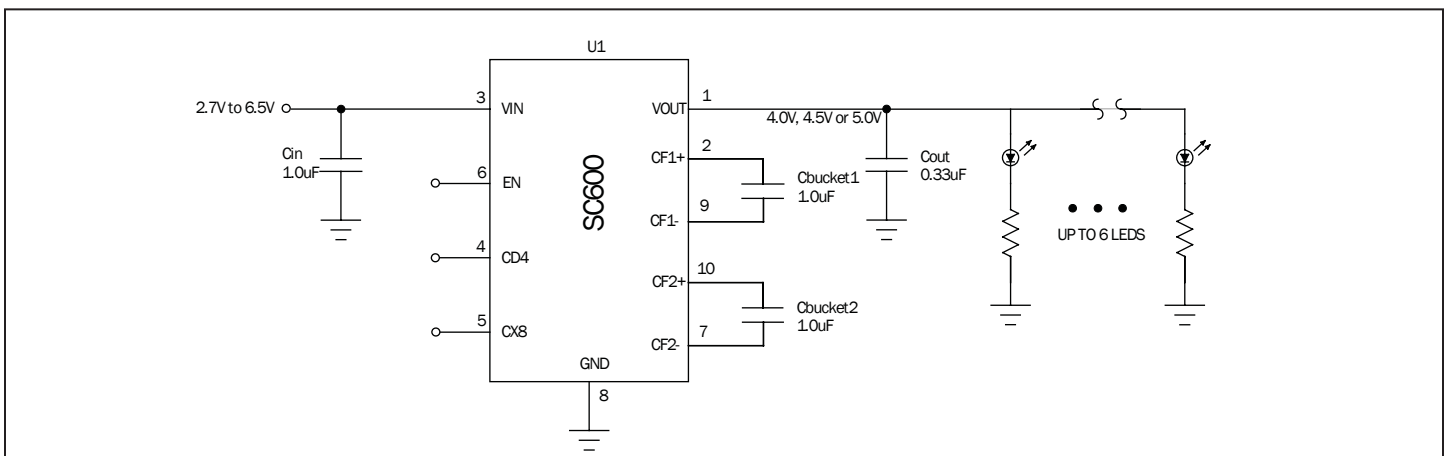 U1
2.7V to 6.5V
3
VIN
VOUT
1
4.0V, 4.5V or 5.0V
Cin
1.0uF
6
EN
4
CD4
5
CX8
SC600
CF1+
2
CF1-
9
Cbucket1
1.0uF
CF2+
10
CF2-
7
Cbucket2
1.0uF
GND
8
Cout
0.33uF
UP TO 6 LEDS